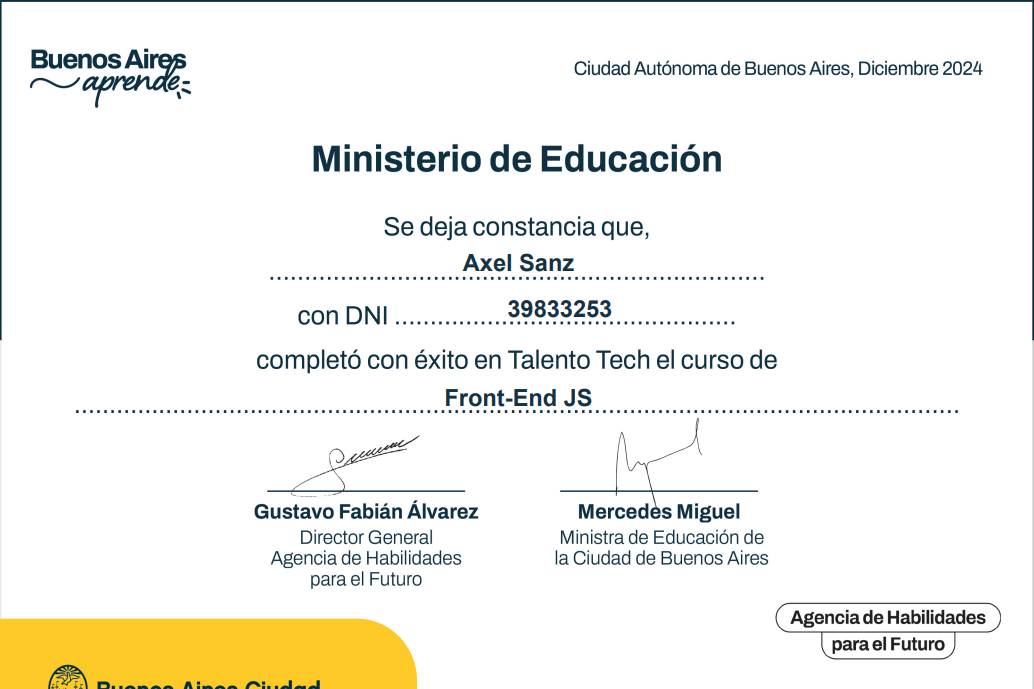 Buenos Aires
aprende
Ciudad Autónoma de Buenos Aires, Diciembre 2024
Ministerio de Educación
Se deja constancia que,
Axel Sanz
con DNI 39833253
completó con éxito en Talento Tech el curso de
Front-End JS
Gustavo Fabián Álvarez
Director General
Agencia de Habilidades
para el Futuro
Mercedes Miguel
Ministra de Educación de
la Ciudad de Buenos Aires
Agencia de Habilidades
para el Futuro
Buenos Aires Ciudad